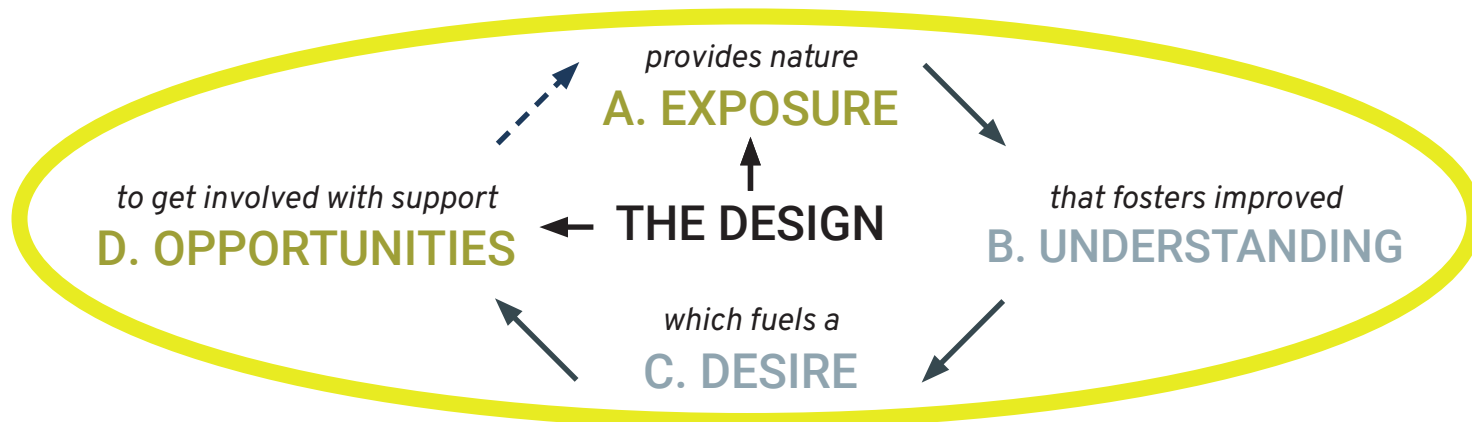 provides nature
A. EXPOSURE
to get involved with support
D. OPPORTUNITIES
THE DESIGN
that fosters improved
B. UNDERSTANDING
which fuels a
C. DESIRE